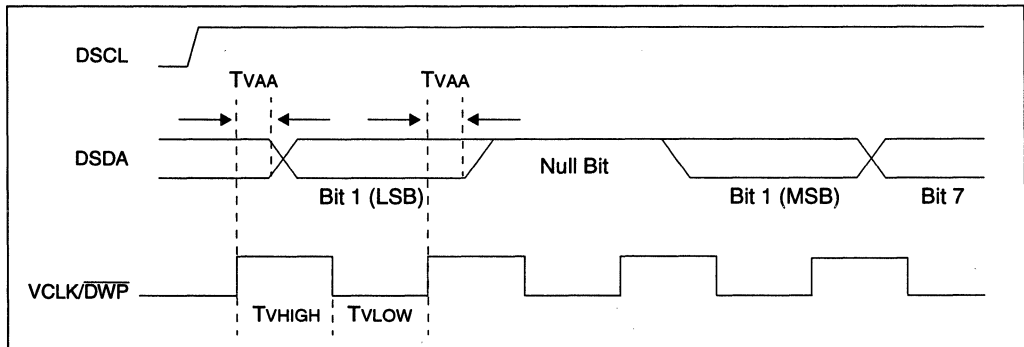 DSCL
TVAA TVAA
DSDA
Null Bit
Bit 1 (LSB) Bit 1 (MSB) Bit 7
VCLK/DWP
TVHIGH TVLOW